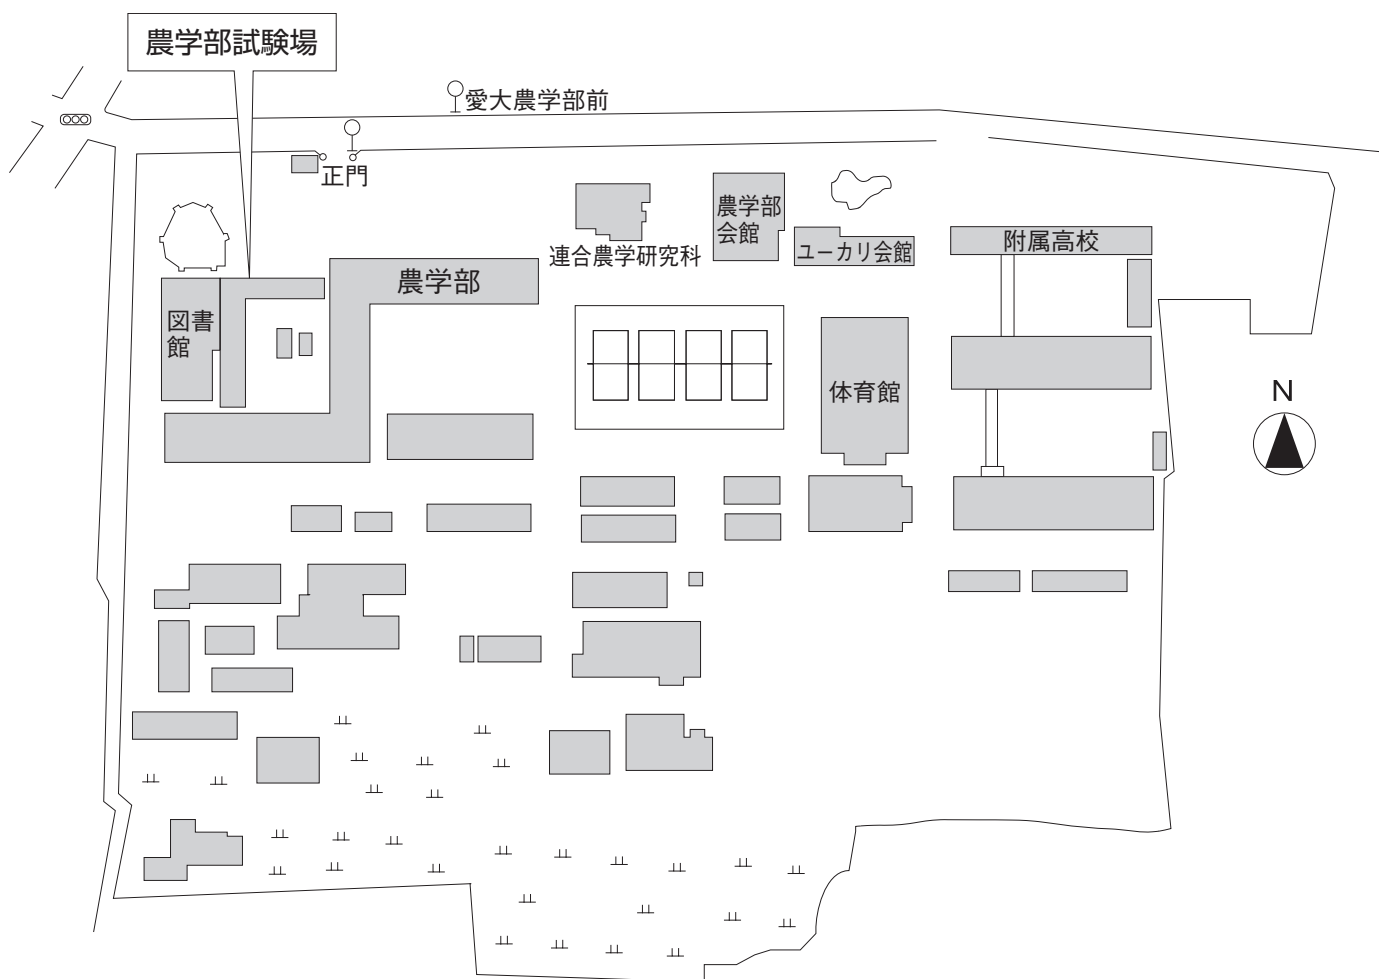 農学部試験場
愛大農学部前
正門
農学部
会館
連合農学研究科
ユーカリ会館
附属高校
農学部
図書
館
体育館
N